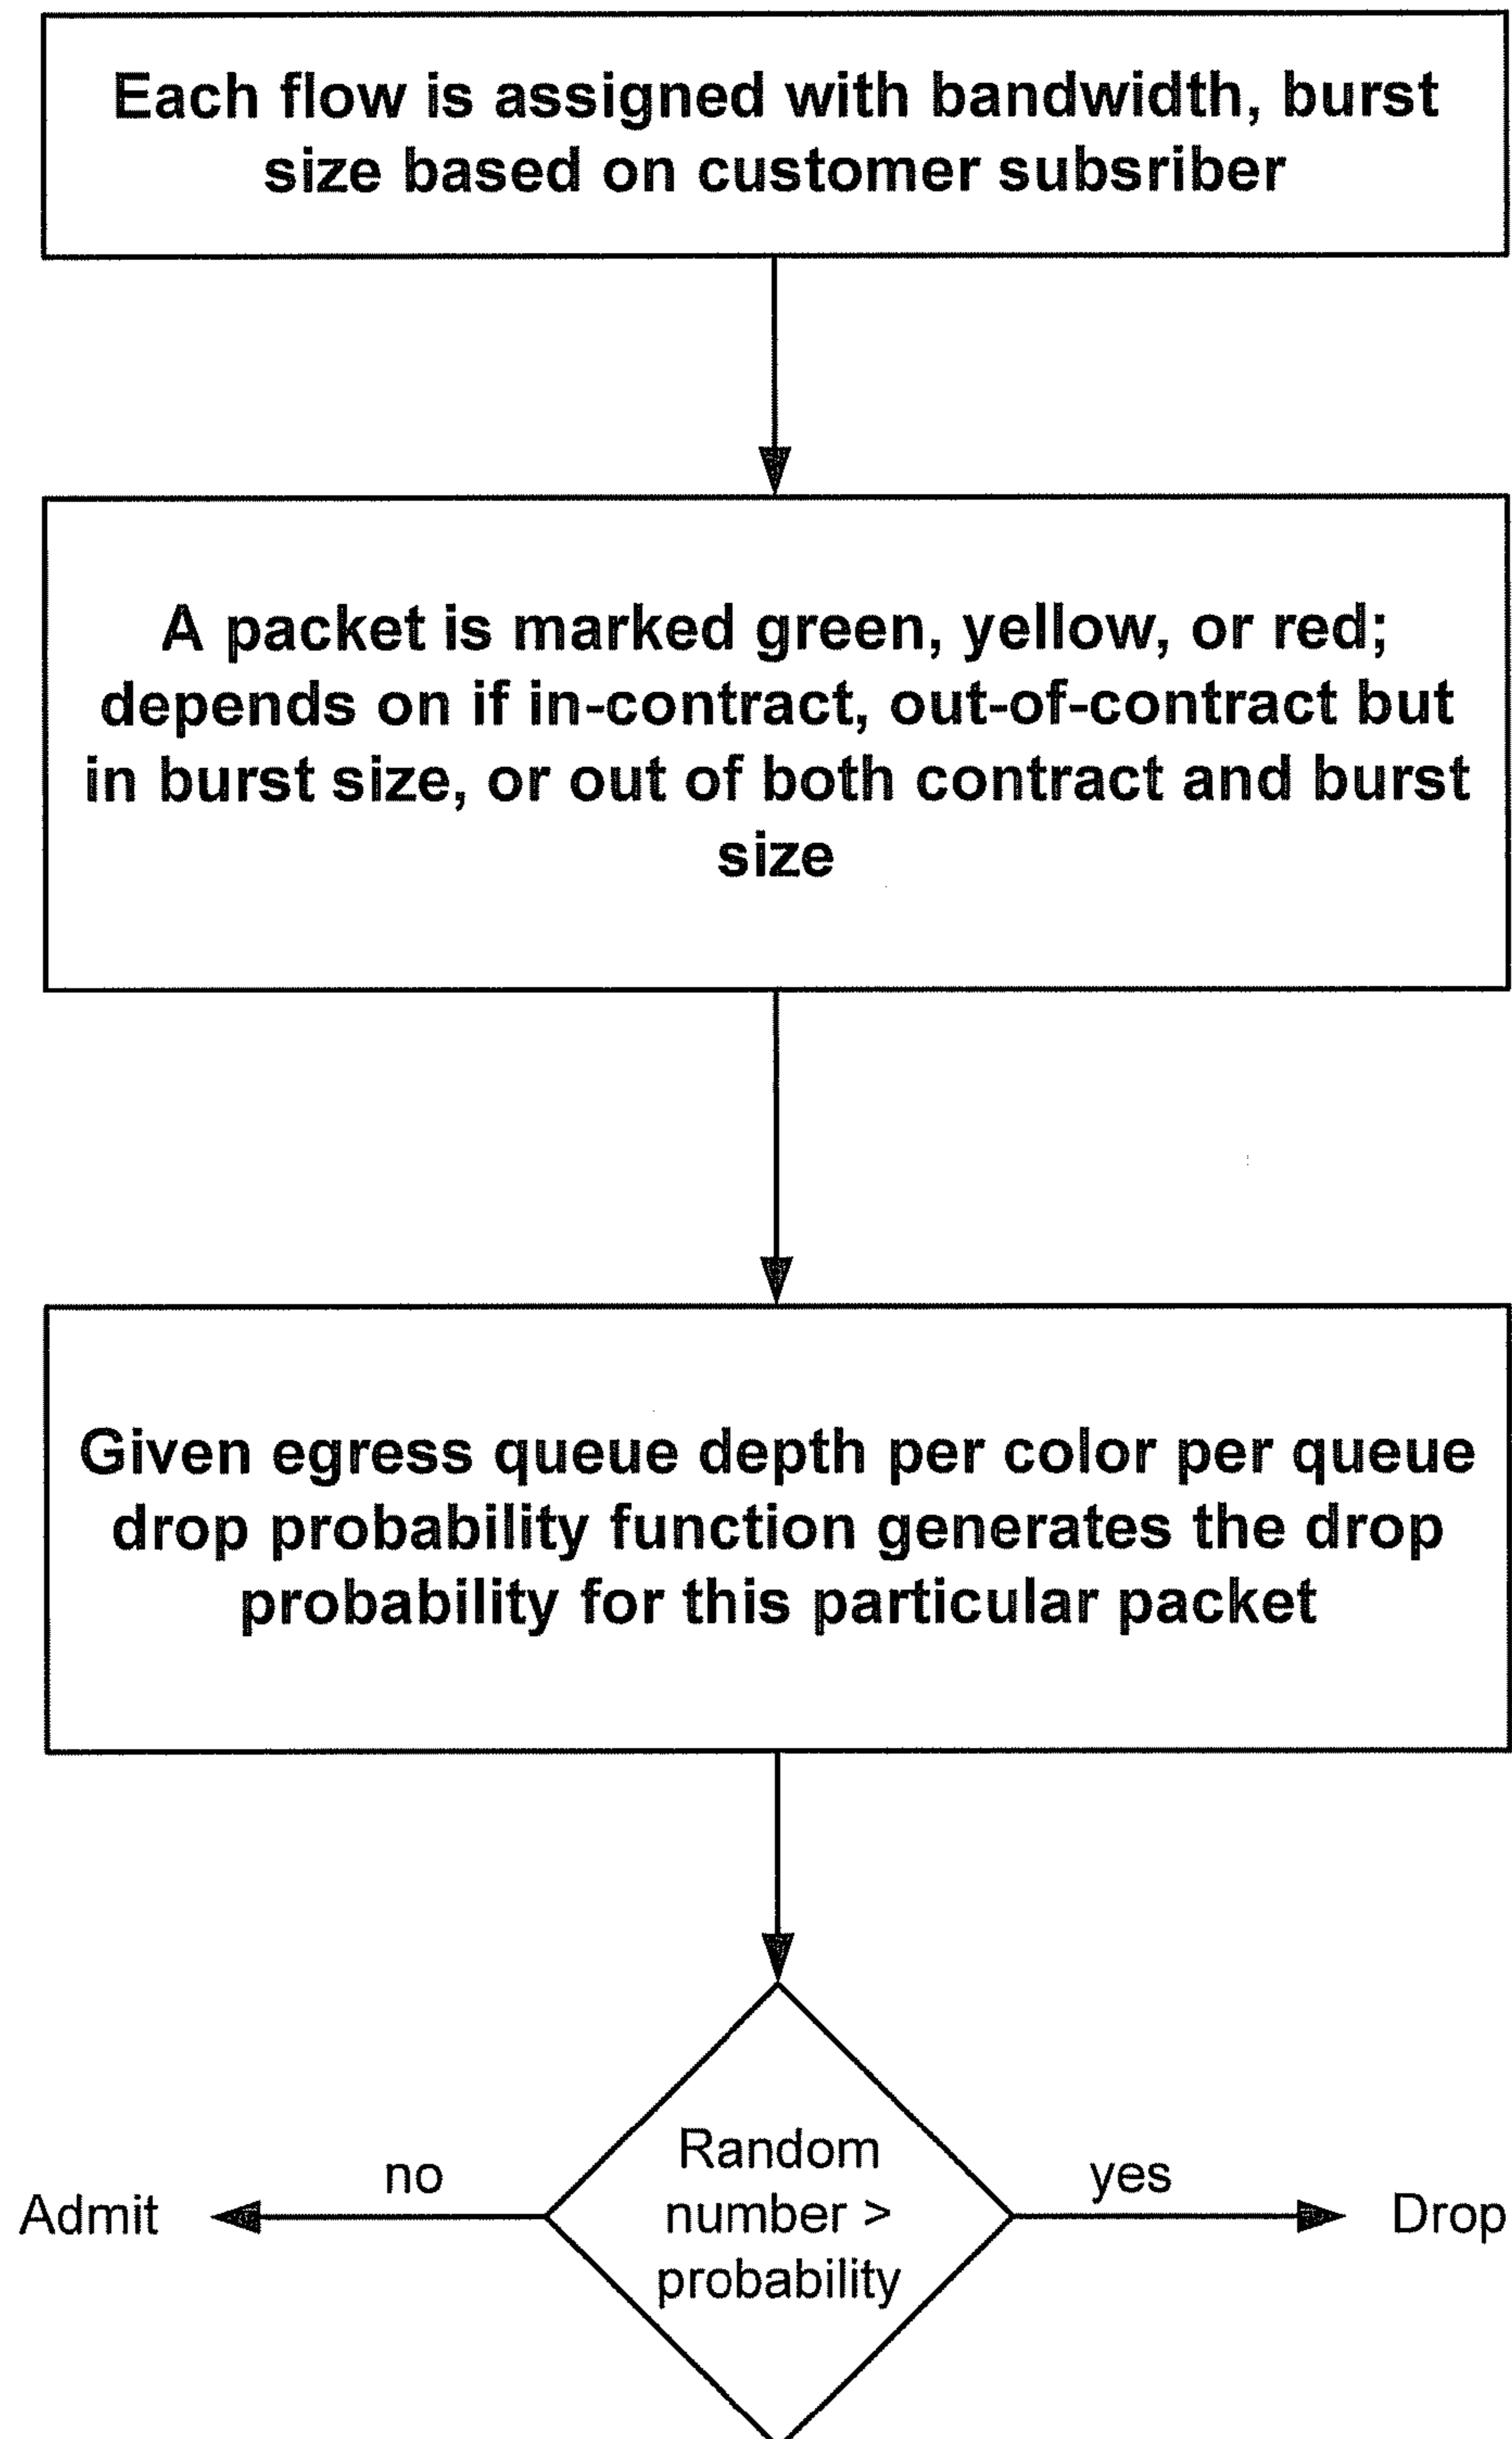 Each flow is assigned with bandwidth, burst
size based on customer subsriber
A packet is marked green, yellow, or red;
depends on if in-contract, out-of-contract but
in burst size, or out of both contract and burst
size
Given egress queue depth per color per queue
drop probability function generates the drop
probability for this particular packet
Random
number >
probability
no
yes
Admit
Drop